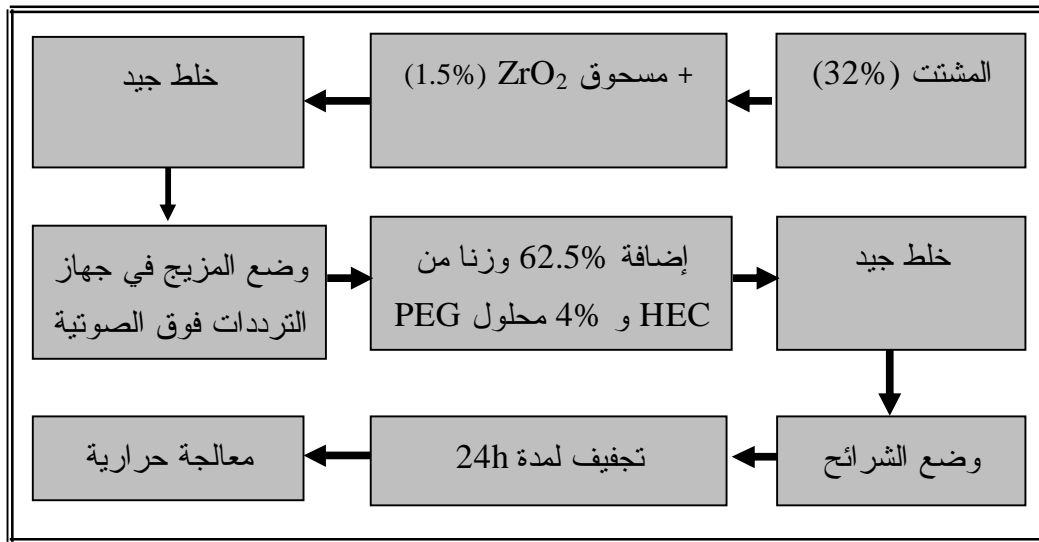 المشتت (32%)
+ مسحوق ZrO₂ (1.5%)
خلط جيد
وضع المزيج في جهاز
الترددات فوق الصوتية
إضافة 62.5% وزنا من
HEC و 4% محلول PEG
خلط جيد
وضع الشرائح
تجفيف لمدة 24h
معالجة حرارية